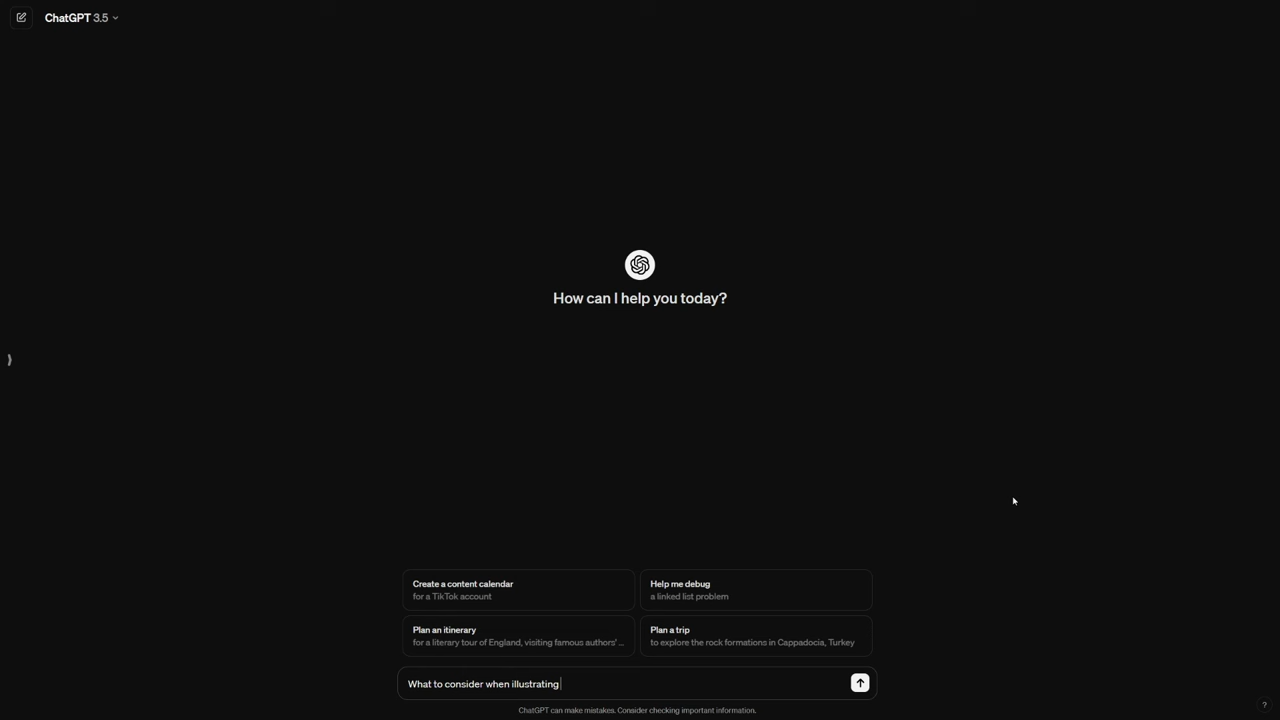 ChatGPT 3.5
How can I help you today?
Create a content calendar
for a TikTok account
Help me debug
a linked list problem
Plan an itinerary
for a literary tour of England, visiting famous authors' ...
Plan a trip
to explore the rock formations in Cappadocia, Turkey
What to consider when illustrating
ChatGPT can make mistakes. Consider checking important information.
?